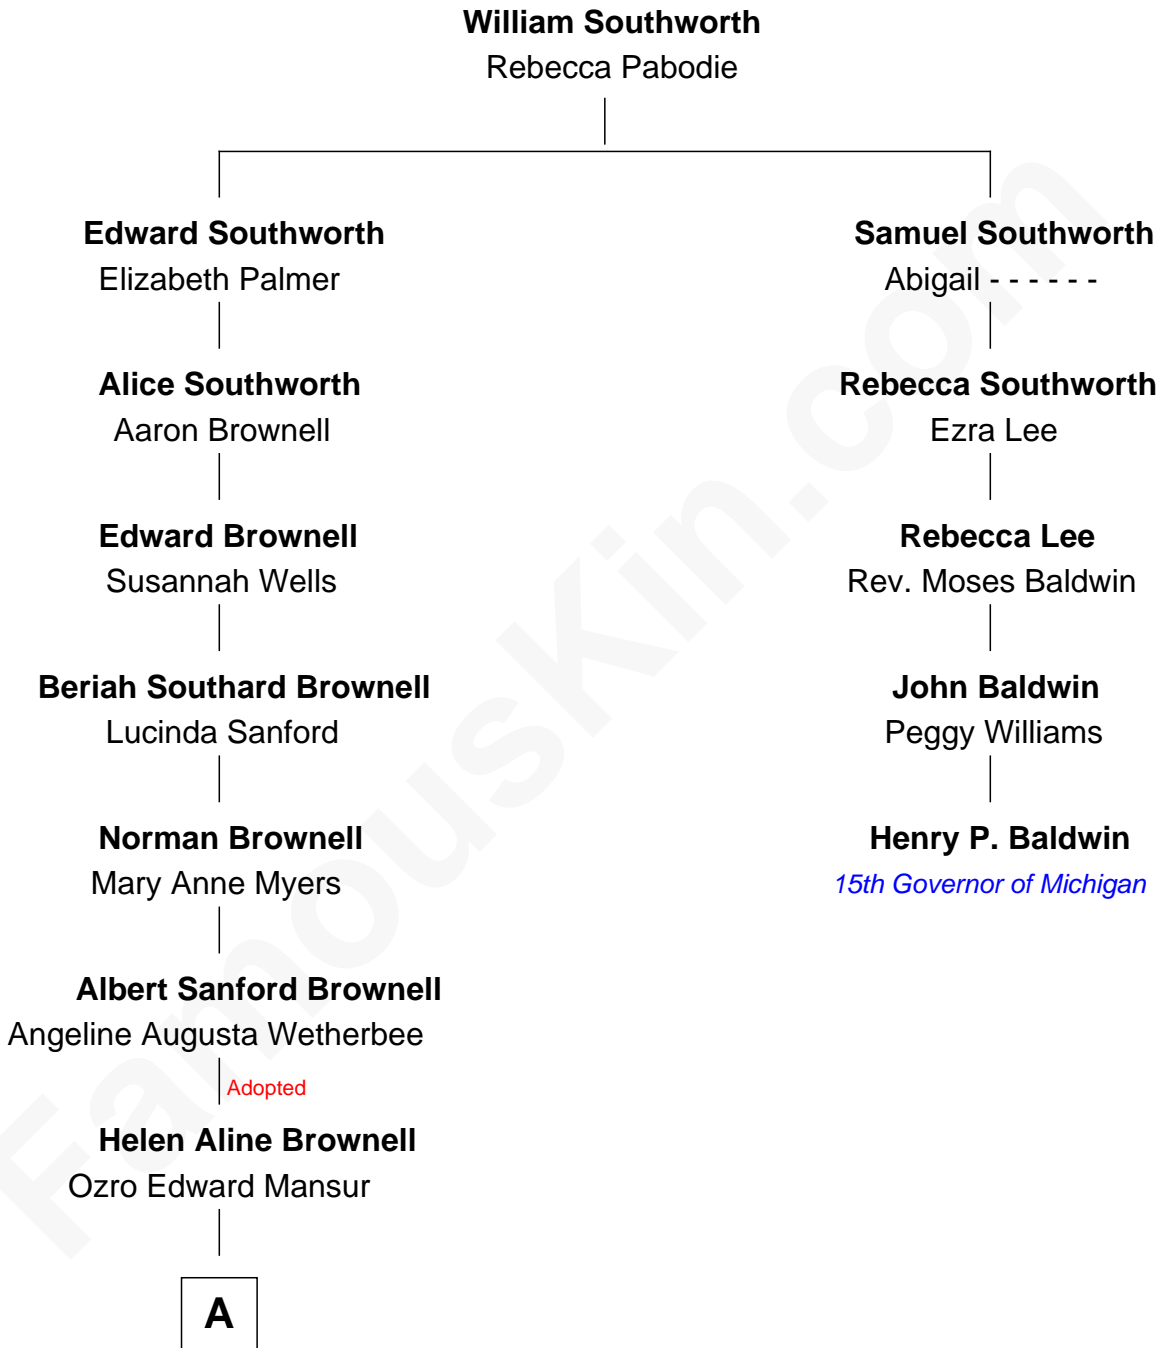 William Southworth
Rebecca Pabodie
Edward Southworth
Elizabeth Palmer
Samuel Southworth
Abigail - - - - - -
Alice Southworth
Aaron Brownell
Rebecca Southworth
Ezra Lee
Edward Brownell
Susannah Wells
Rebecca Lee
Rev. Moses Baldwin
Beriah Southard Brownell
Lucinda Sanford
John Baldwin
Peggy Williams
Norman Brownell
Mary Anne Myers
Henry P. Baldwin
15th Governor of Michigan
Albert Sanford Brownell
Angeline Augusta Wetherbee
Adopted
Helen Aline Brownell
Ozro Edward Mansur
A
FamousKin.com